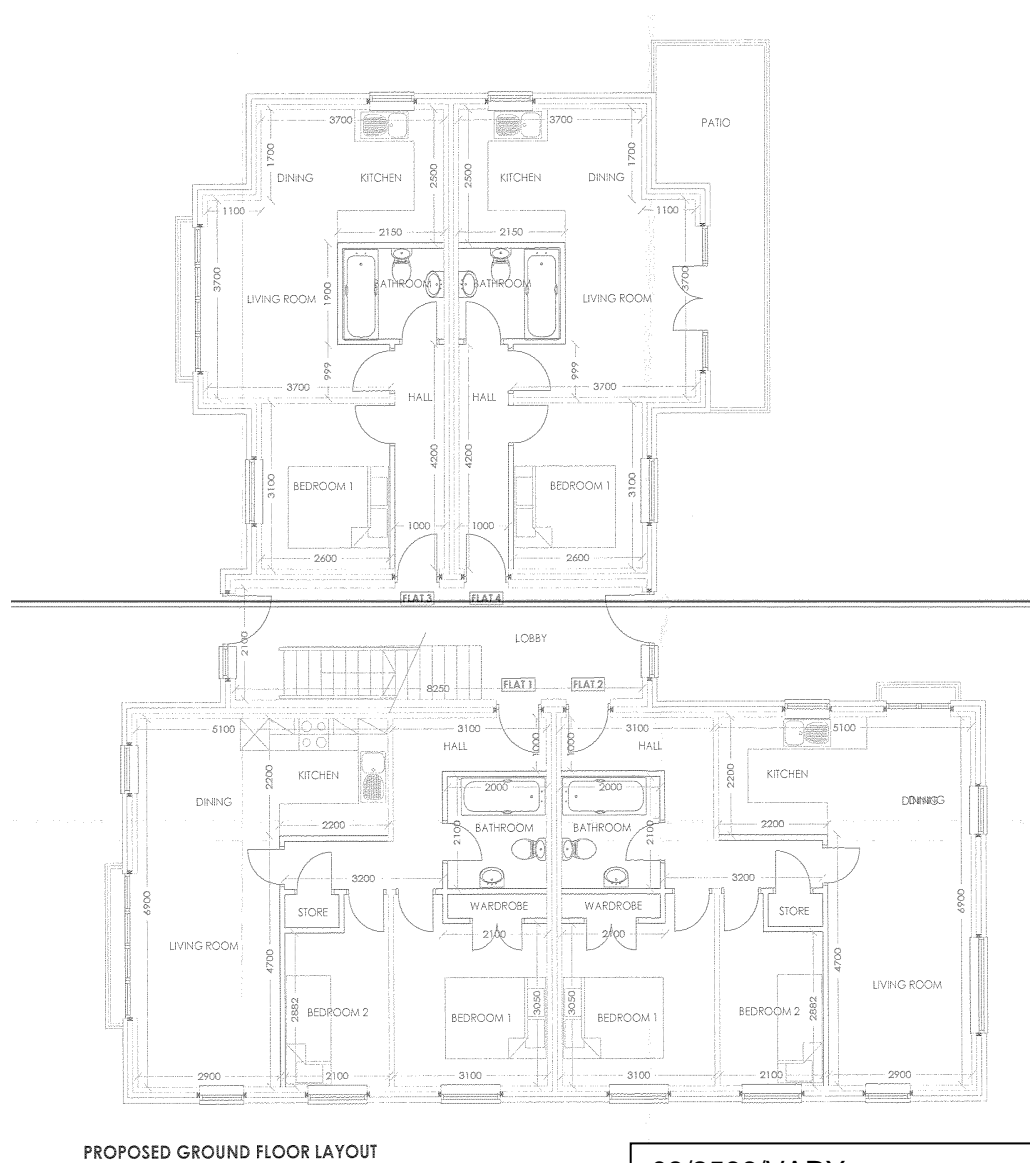 PATIO
3700
3700
1700
1700
DINING
KITCHEN
2500
2500
KITCHEN
DINING
1100
1100
2150
2150
BATHROOM
BATHROOM
3700
LIVING ROOM
1900
LIVING ROOM
3700
999
999
3700
3700
HALL
HALL
4200
4200
3100
BEDROOM 1
BEDROOM 1
3100
1000
1000
2600
2600
FLAT 3
FLAT 4
2100
LOBBY
8250
FLAT 1
FLAT 2
5100
3100
1000
1000
3100
5100
HALL
HALL
2200
KITCHEN
2200
KITCHEN
2000
2000
DINING
DINING
2200
2100
BATHROOM
BATHROOM
2100
2200
3200
3200
6900
STORE
WARDROBE
WARDROBE
STORE
6900
2100
2100
LIVING ROOM
4700
4700
LIVING ROOM
2882
BEDROOM 2
BEDROOM 1
3050
3050
BEDROOM 1
BEDROOM 2
2882
2900
2100
3100
3100
2100
2900
PROPOSED GROUND FLOOR LAYOUT